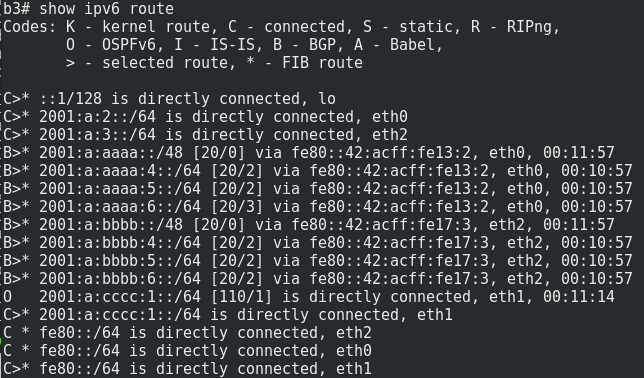 b3# show ipv6 route
Codes: K - kernel route, C - connected, S - static, R - RIPng,
O - OSPFv6, I - IS-IS, B - BGP, A - Babel,
> - selected route, * - FIB route
C>* ::1/128 is directly connected, lo
C>* 2001:a:2::/64 is directly connected, eth0
C>* 2001:a:3::/64 is directly connected, eth2
B>* 2001:a:aaaa::/48 [20/0] via fe80::42:acff:fe13:2, eth0, 00:11:57
B>* 2001:a:aaaa:4::/64 [20/2] via fe80::42:acff:fe13:2, eth0, 00:10:57
B>* 2001:a:aaaa:5::/64 [20/2] via fe80::42:acff:fe13:2, eth0, 00:10:57
B>* 2001:a:aaaa:6::/64 [20/3] via fe80::42:acff:fe13:2, eth0, 00:10:57
B>* 2001:a:bbbb::/48 [20/0] via fe80::42:acff:fe17:3, eth2, 00:11:57
B>* 2001:a:bbbb:4::/64 [20/2] via fe80::42:acff:fe17:3, eth2, 00:10:57
B>* 2001:a:bbbb:5::/64 [20/2] via fe80::42:acff:fe17:3, eth2, 00:10:57
B>* 2001:a:bbbb:6::/64 [20/2] via fe80::42:acff:fe17:3, eth2, 00:10:57
O   2001:a:cccc:1::/64 [110/1] is directly connected, eth1, 00:11:14
C>* 2001:a:cccc:1::/64 is directly connected, eth1
C * fe80::/64 is directly connected, eth2
C * fe80::/64 is directly connected, eth0
C>* fe80::/64 is directly connected, eth1